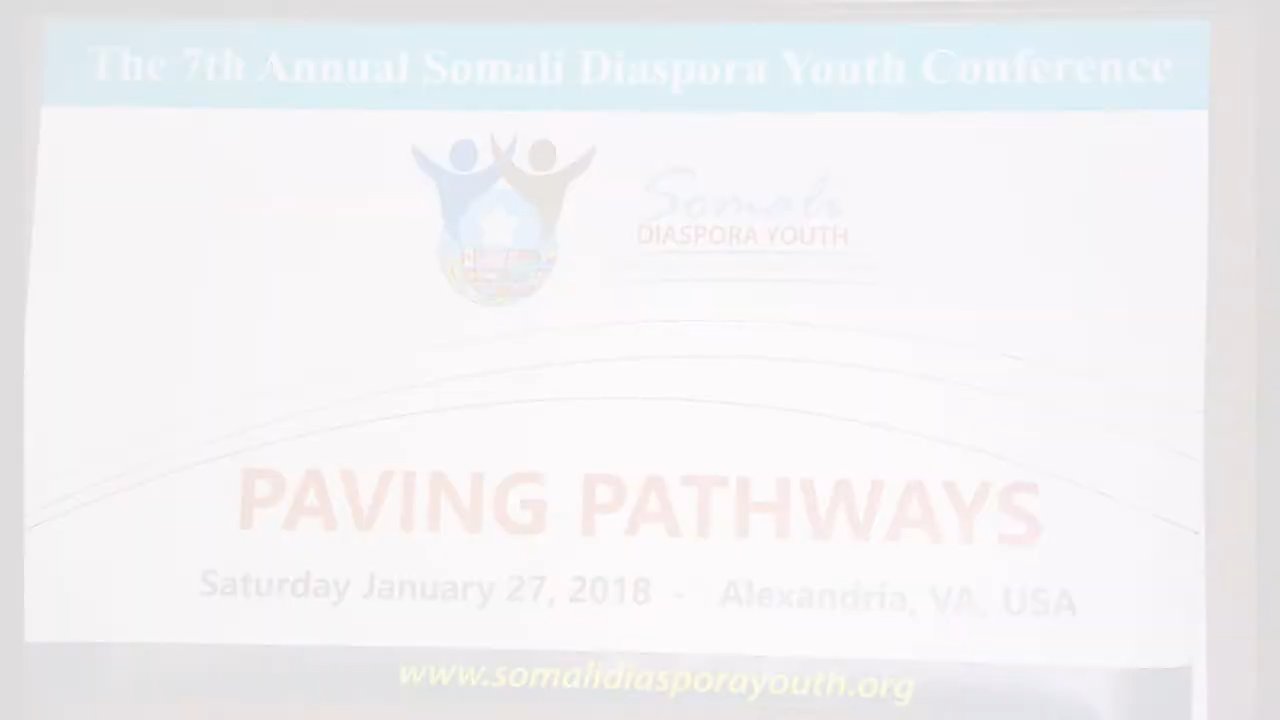 The 7th Annual Somali Diaspora Youth Conference
Somali
DIASPORA YOUTH
PAVING PATHWAYS
Saturday January 27, 2018 - Alexandria, VA, USA
www.somalidiasporayouth.org